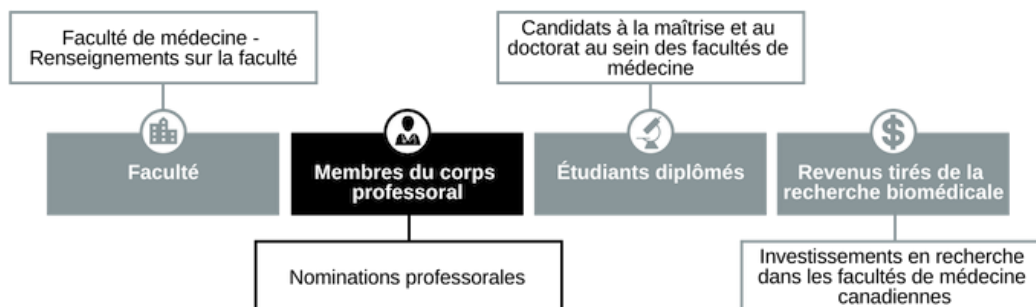 Faculté de médecine -
Renseignements sur la faculté
Candidats à la maîtrise et au
doctorat au sein des facultés de
médecine
Faculté
Membres du corps
professoral
Étudiants diplômés
Revenus tirés de la
recherche biomédicale
Nominations professorales
Investissements en recherche
dans les facultés de médecine
canadiennes